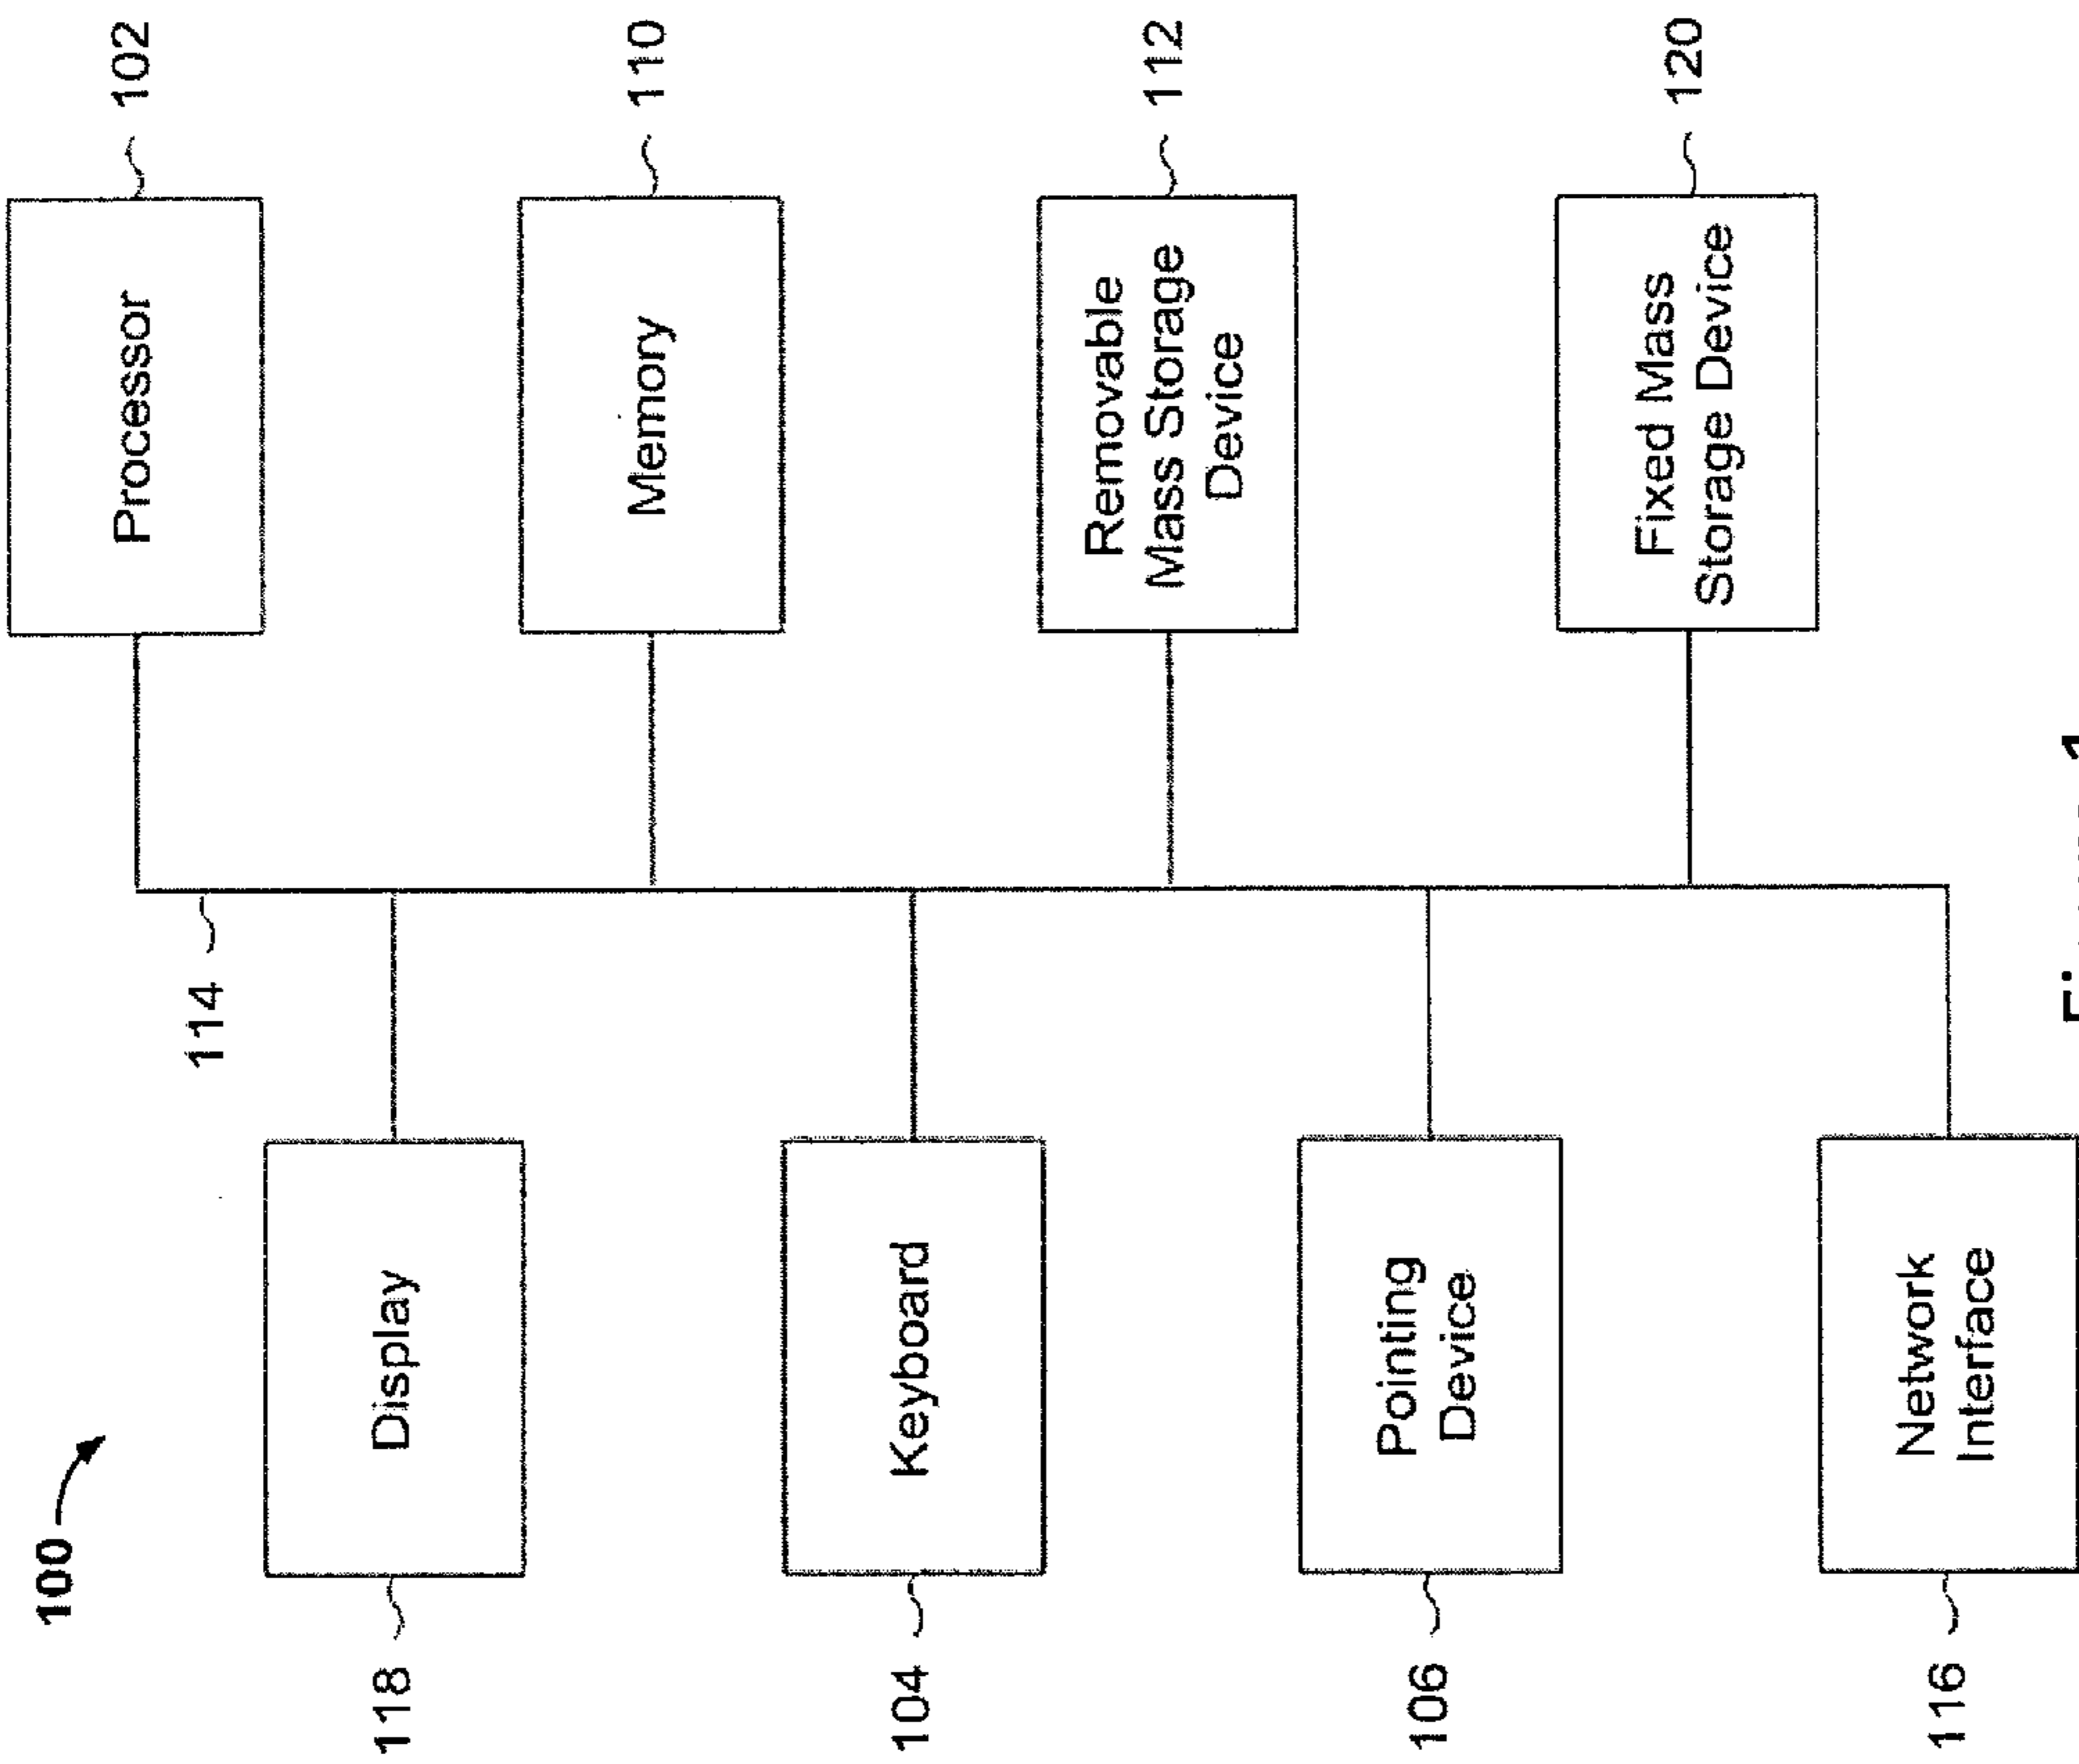 100
114
Processor
102
Display
118
Memory
110
Keyboard
104
Removable
Mass Storage
Device
112
Pointing
Device
106
Fixed Mass
Storage Device
120
Network
Interface
116